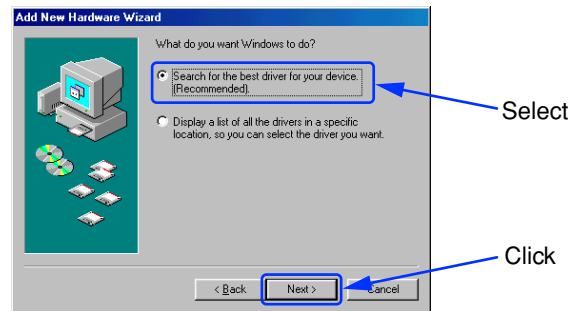 Add New Hardware Wizard
What do you want Windows to do?
Search for the best driver for your device.
(Recommended).
Select
Display a list of all the drivers in a specific
location, so you can select the driver you want.
Click
< Back
Next >
Cancel